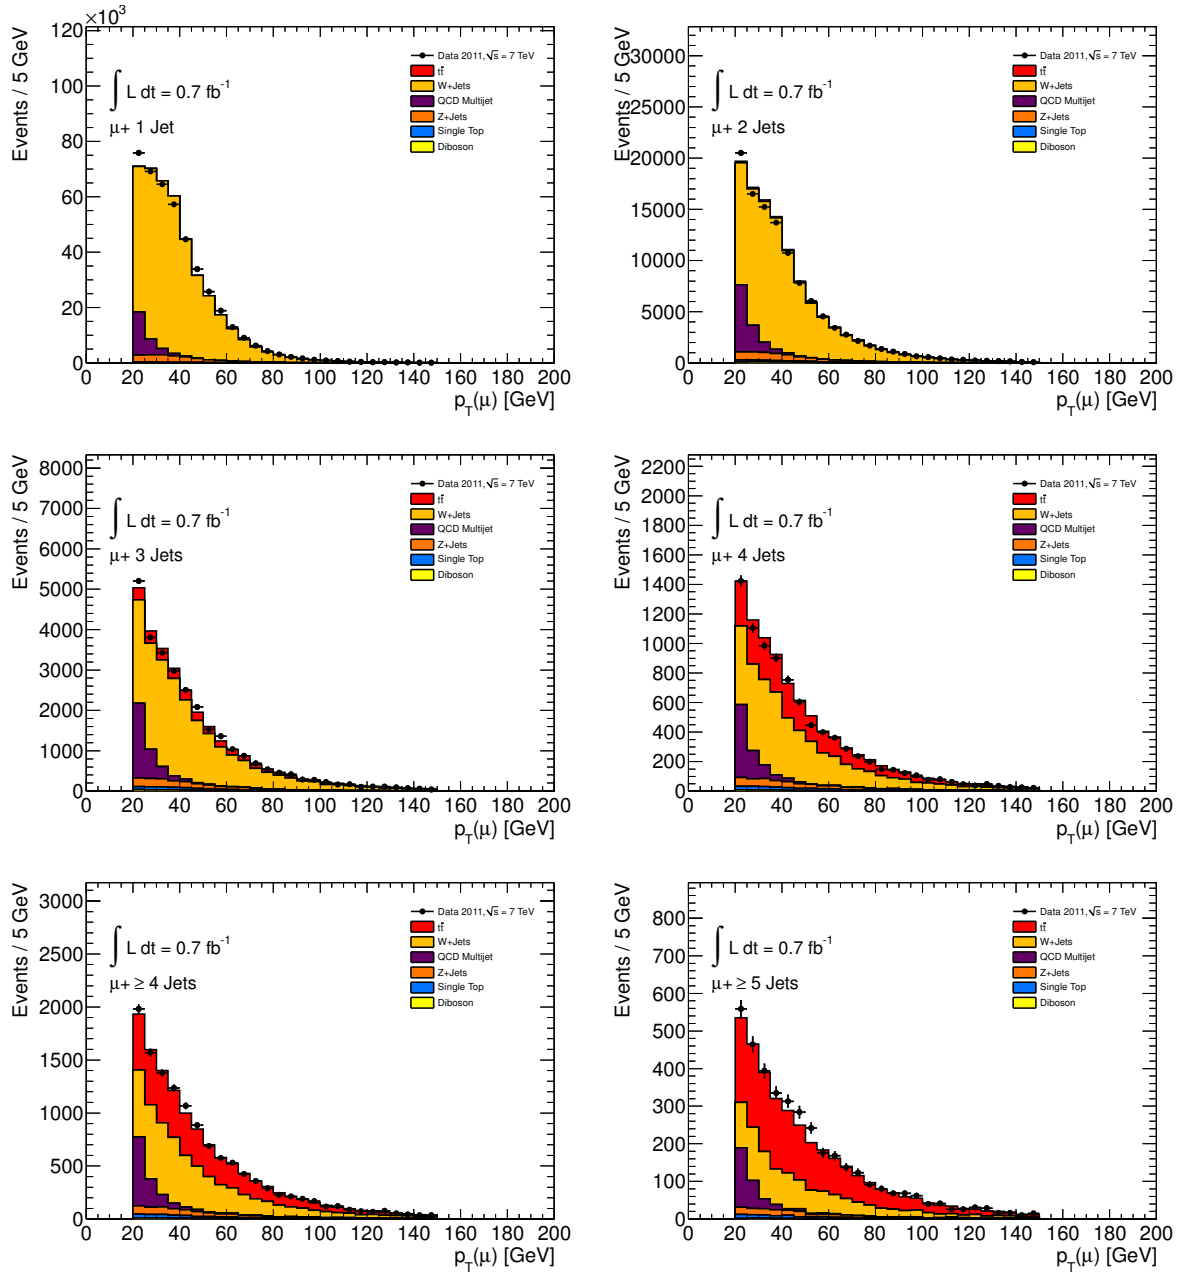 ×10³
Events / 5 GeV
120
100
80
60
40
20
0
∫ L dt = 0.7 fb⁻¹
μ+ 1 Jet
Data 2011, √s = 7 TeV
tt̄
W+Jets
QCD Multijet
Z+Jets
Single Top
Diboson
0 20 40 60 80 100 120 140 160 180 200
p_T(μ) [GeV]
Events / 5 GeV
30000
25000
20000
15000
10000
5000
0
∫ L dt = 0.7 fb⁻¹
μ+ 2 Jets
Data 2011, √s = 7 TeV
tt̄
W+Jets
QCD Multijet
Z+Jets
Single Top
Diboson
0 20 40 60 80 100 120 140 160 180 200
p_T(μ) [GeV]
Events / 5 GeV
8000
7000
6000
5000
4000
3000
2000
1000
0
∫ L dt = 0.7 fb⁻¹
μ+ 3 Jets
Data 2011, √s = 7 TeV
tt̄
W+Jets
QCD Multijet
Z+Jets
Single Top
Diboson
0 20 40 60 80 100 120 140 160 180 200
p_T(μ) [GeV]
Events / 5 GeV
2200
2000
1800
1600
1400
1200
1000
800
600
400
200
0
∫ L dt = 0.7 fb⁻¹
μ+ 4 Jets
Data 2011, √s = 7 TeV
tt̄
W+Jets
QCD Multijet
Z+Jets
Single Top
Diboson
0 20 40 60 80 100 120 140 160 180 200
p_T(μ) [GeV]
Events / 5 GeV
3000
2500
2000
1500
1000
500
0
∫ L dt = 0.7 fb⁻¹
μ+ ≥ 4 Jets
Data 2011, √s = 7 TeV
tt̄
W+Jets
QCD Multijet
Z+Jets
Single Top
Diboson
0 20 40 60 80 100 120 140 160 180 200
p_T(μ) [GeV]
Events / 5 GeV
800
700
600
500
400
300
200
100
0
∫ L dt = 0.7 fb⁻¹
μ+ ≥ 5 Jets
Data 2011, √s = 7 TeV
tt̄
W+Jets
QCD Multijet
Z+Jets
Single Top
Diboson
0 20 40 60 80 100 120 140 160 180 200
p_T(μ) [GeV]